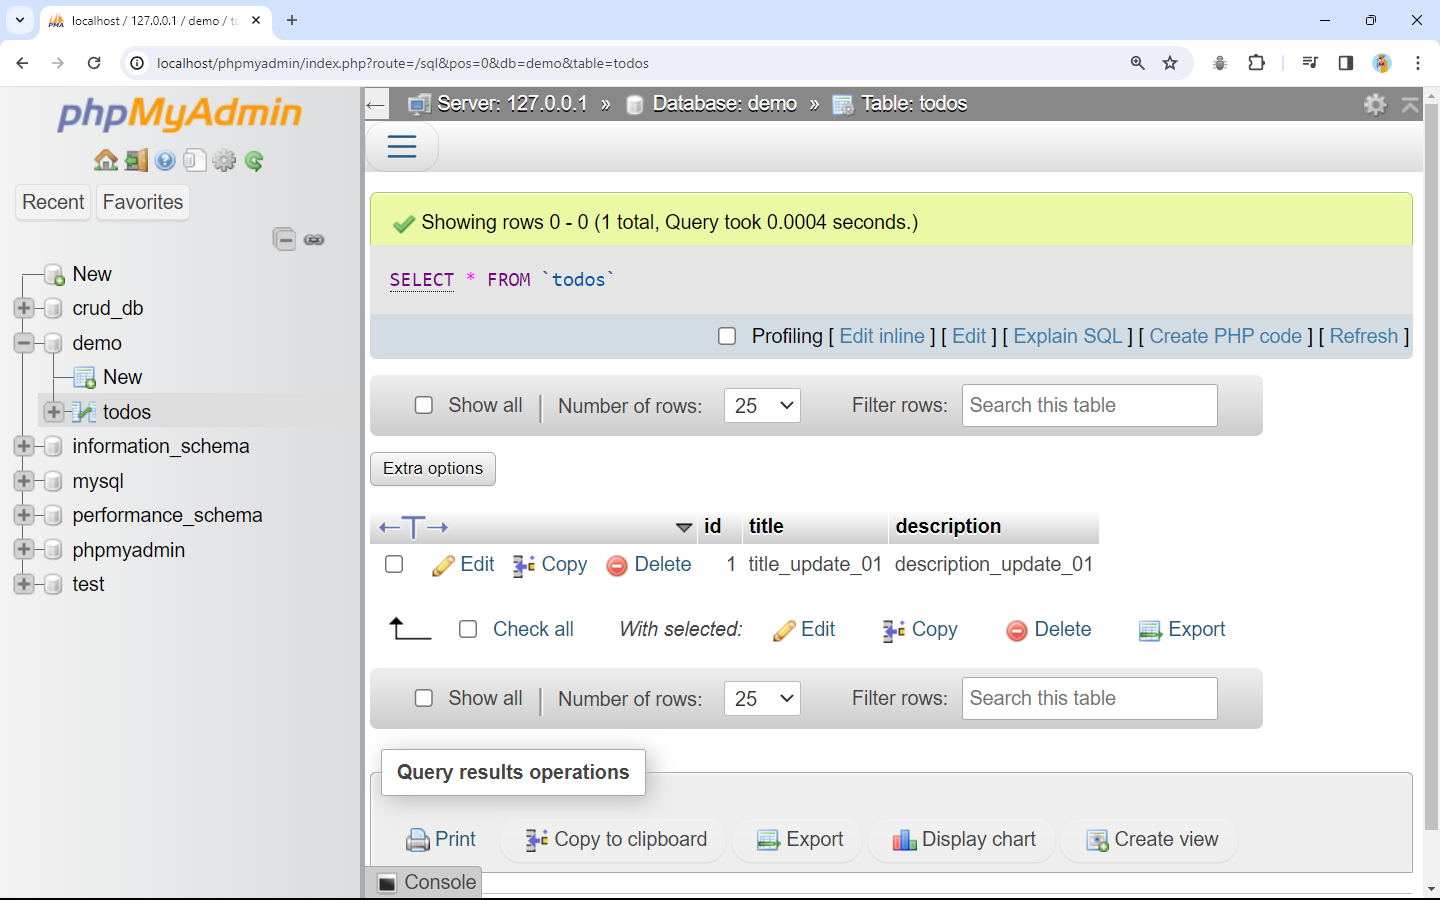 localhost / 127.0.0.1 / demo / to
localhost/phpmyadmin/index.php?route=/sql&pos=0&db=demo&table=todos
phpMyAdmin
Recent Favorites
New
crud_db
demo
New
todos
information_schema
mysql
performance_schema
phpmyadmin
test
Server: 127.0.0.1 » Database: demo » Table: todos
Showing rows 0 - 0 (1 total, Query took 0.0004 seconds.)
SELECT * FROM `todos`
Profiling [ Edit inline ] [ Edit ] [ Explain SQL ] [ Create PHP code ] [ Refresh ]
Show all | Number of rows: 25 Filter rows: Search this table
Extra options
←T→ id title description
Edit Copy Delete 1 title_update_01 description_update_01
Check all With selected: Edit Copy Delete Export
Show all | Number of rows: 25 Filter rows: Search this table
Query results operations
Print Copy to clipboard Export Display chart Create view
Console